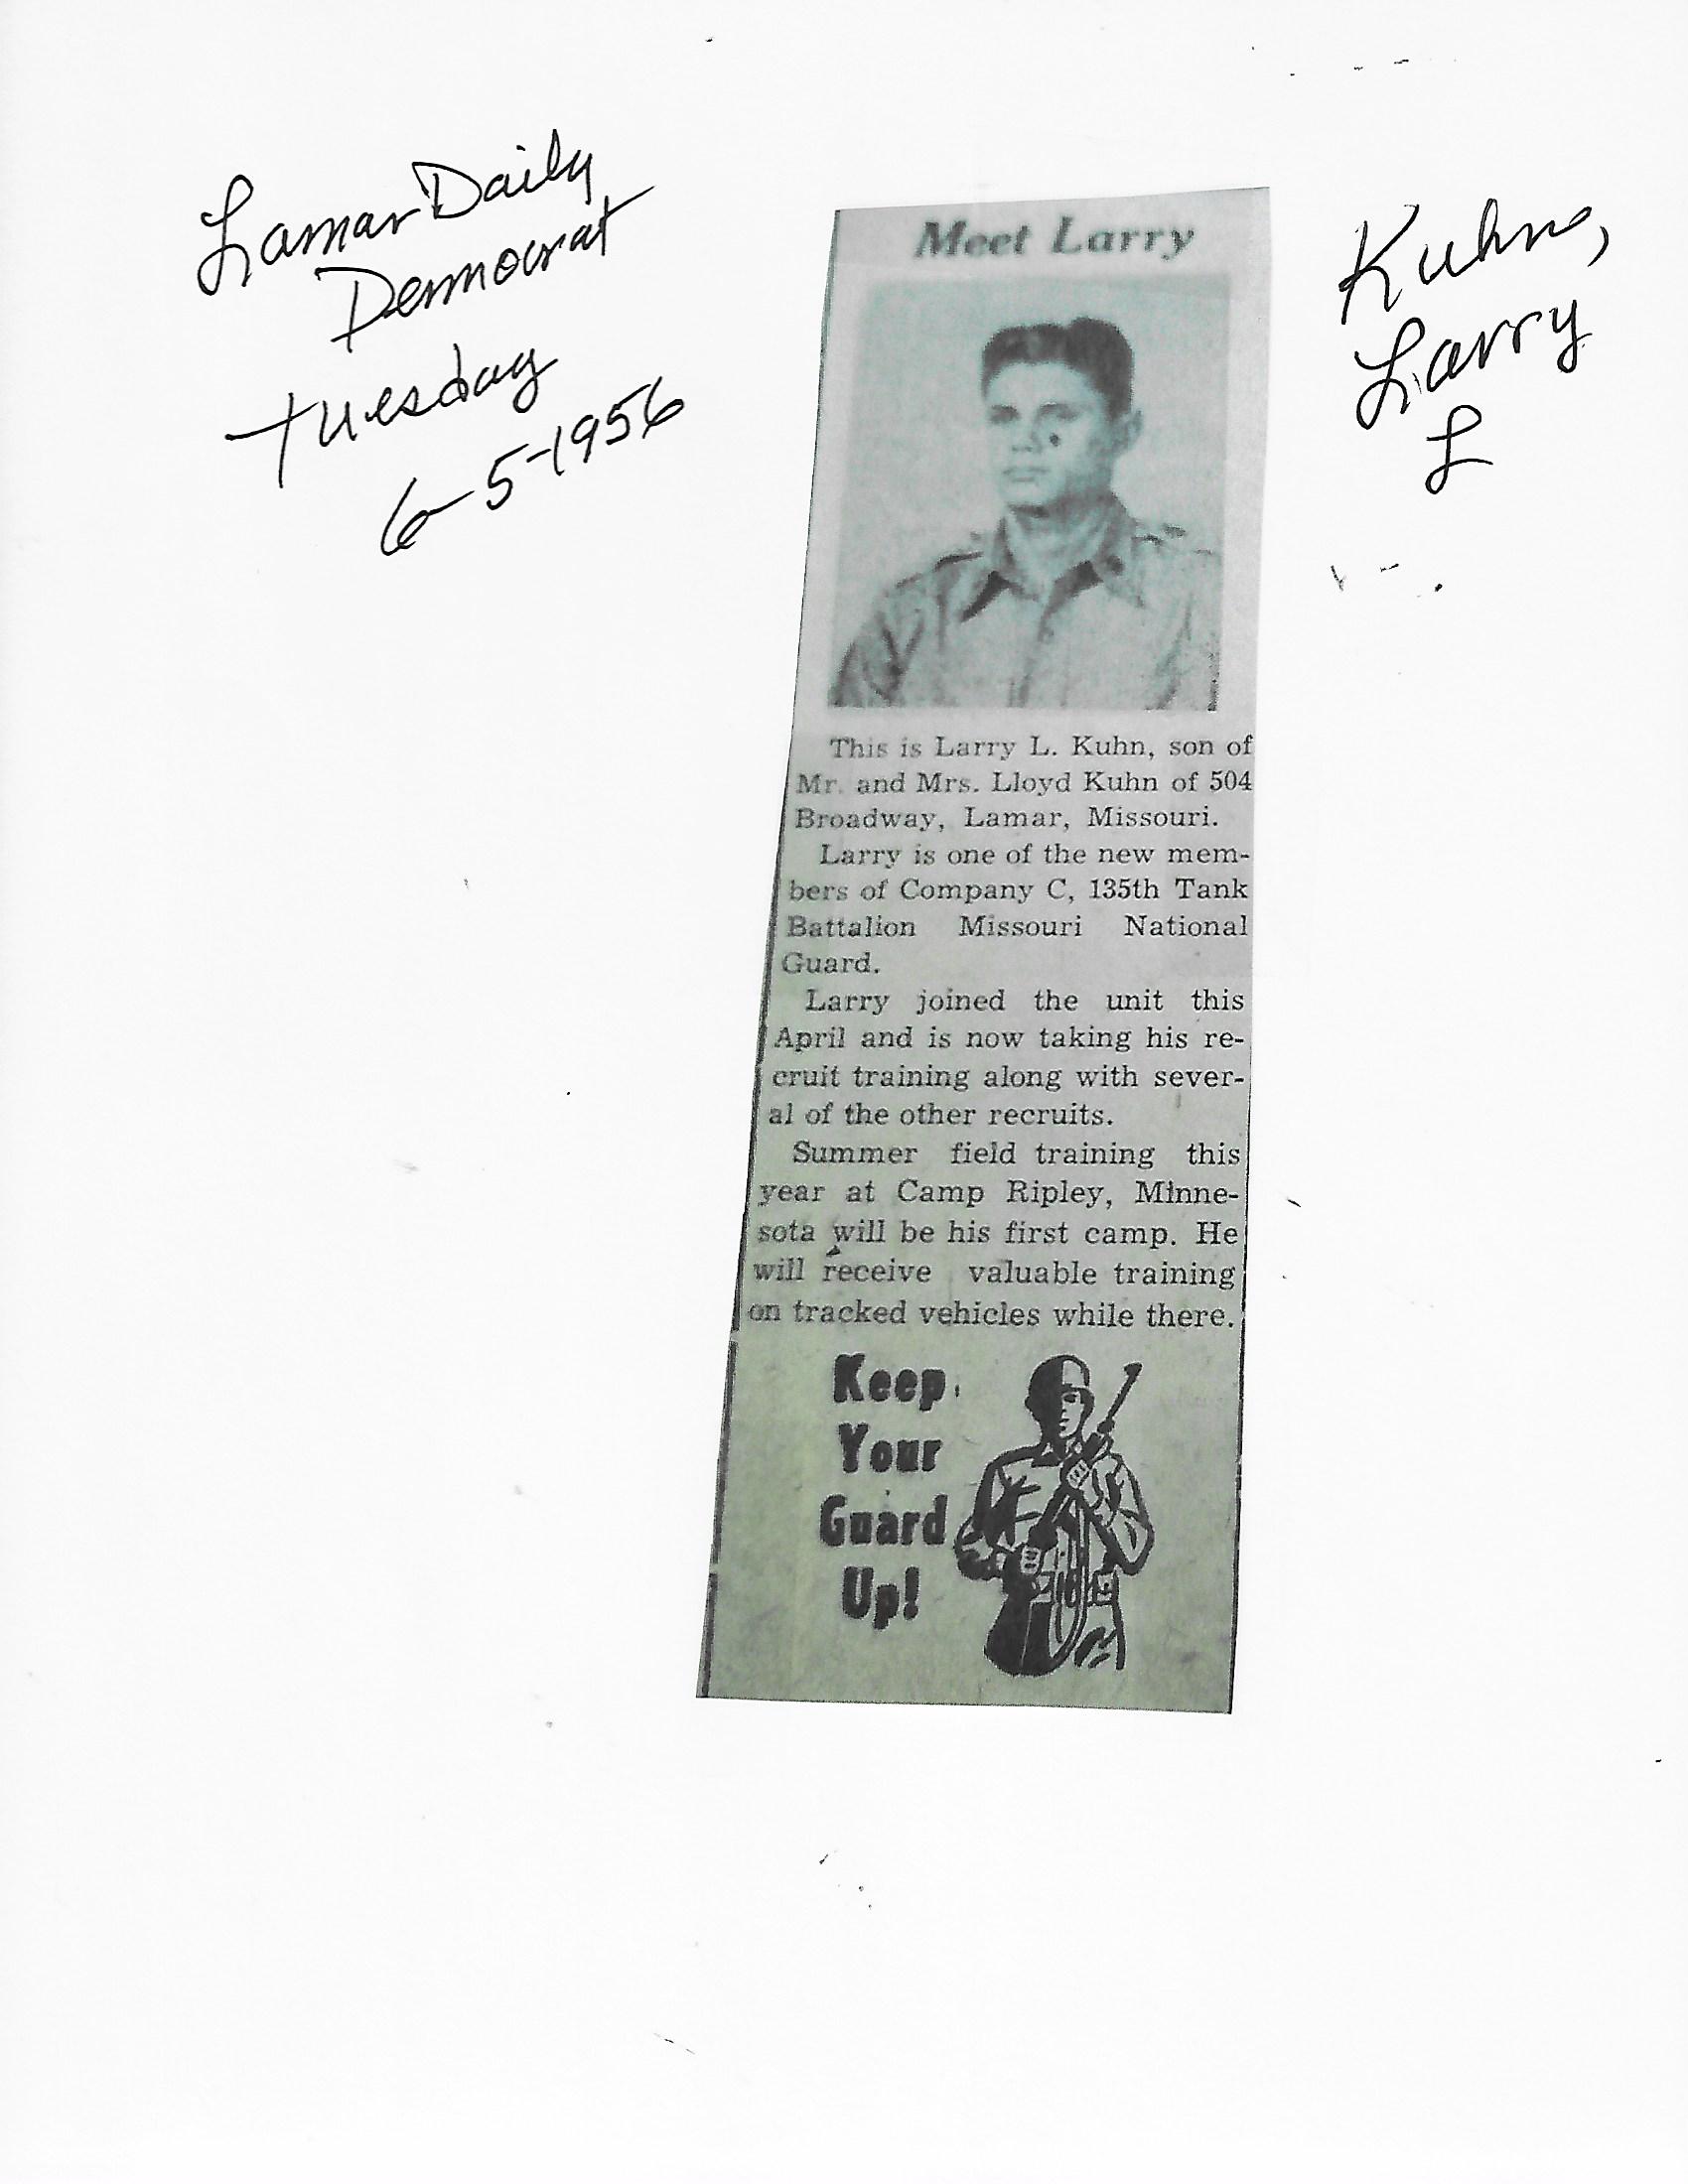 Lamar Daily
Democrat
Tuesday
6-5-1956
Kuhn,
Larry
L
Meet Larry
This is Larry L. Kuhn, son of
Mr. and Mrs. Lloyd Kuhn of 504
Broadway, Lamar, Missouri.
Larry is one of the new mem-
bers of Company C, 135th Tank
Battalion Missouri National
Guard.
Larry joined the unit this
April and is now taking his re-
cruit training along with sever-
al of the other recruits.
Summer field training this
year at Camp Ripley, Minne-
sota will be his first camp. He
will receive valuable training
on tracked vehicles while there.
Keep
Your
Guard
Up!